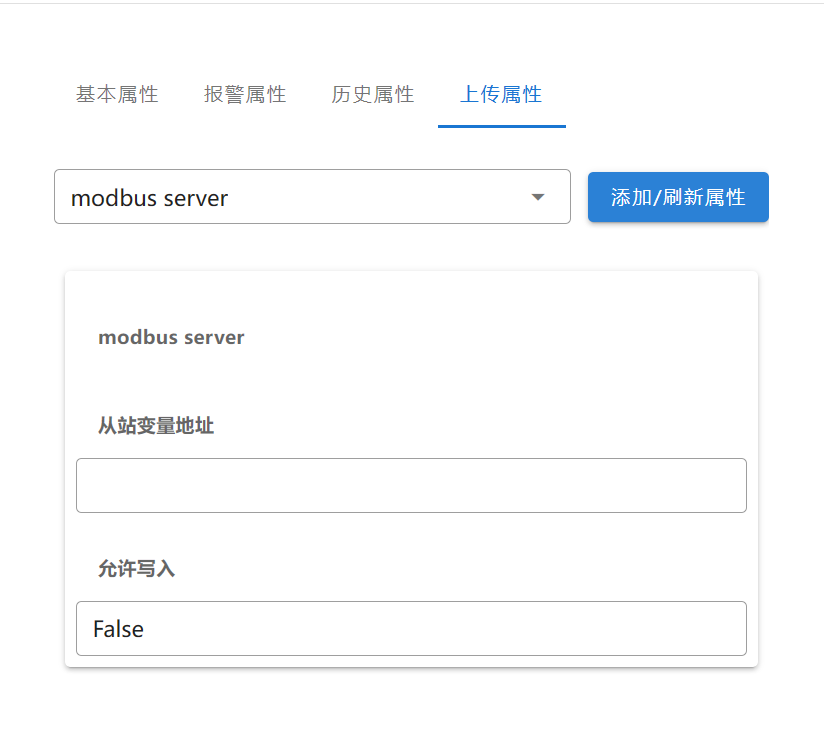 基本属性 报警属性 历史属性 上传属性
modbus server 添加/刷新属性
modbus server
从站变量地址
允许写入
False